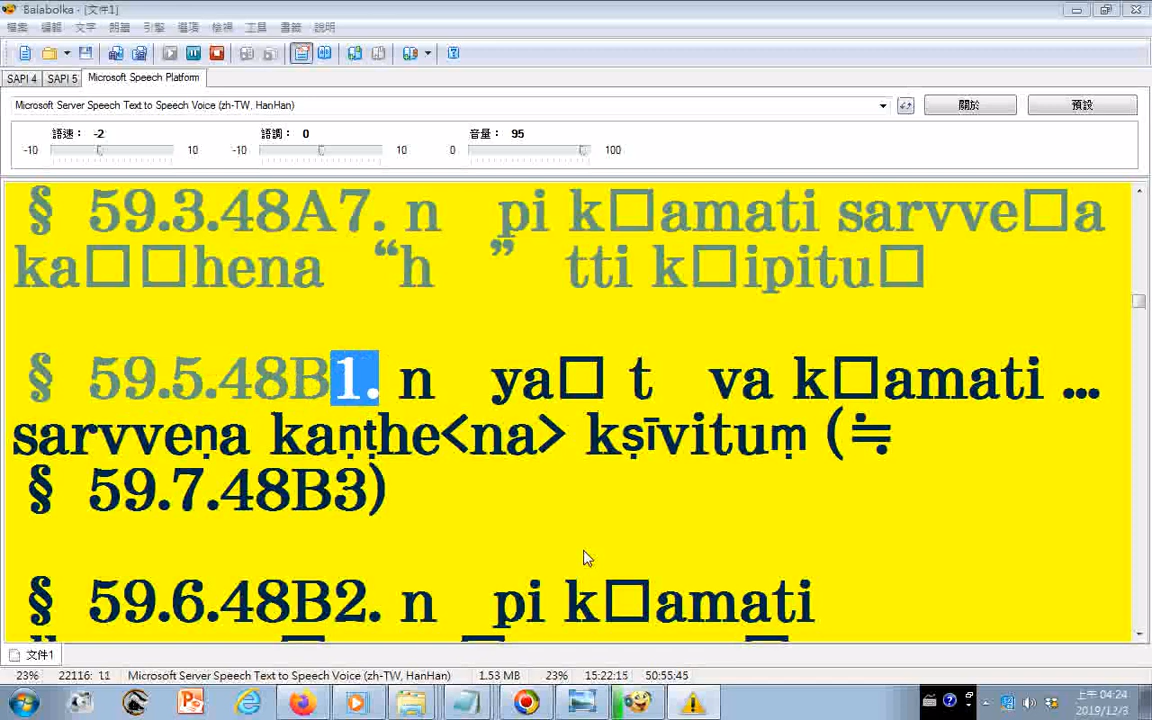 Balabolka - [文件1]
檔案 編輯 文字 朗讀 引擎 選項 檢視 工具 書籤 說明
SAPI 4 SAPI 5 Microsoft Speech Platform
Microsoft Server Speech Text to Speech Voice (zh-TW, HanHan) 關於 預設
語速： -2 語調： 0 音量： 95
-10 10 -10 10 0 100
§ 59.3.48A7. n pi k□amati sarvve□a
ka□□hena “h ” tti k□ipitu□
§ 59.5.48B1. n ya□ t va k□amati ...
sarvveṇa kaṇṭhe<na> kṣīvituṃ (≒
§ 59.7.48B3)
§ 59.6.48B2. n pi k□amati
文件1
23% 22116: 11 Microsoft Server Speech Text to Speech Voice (zh-TW, HanHan) 1.53 MB 23% 15:22:15 50:55:45
上午 04:24
2019/12/3